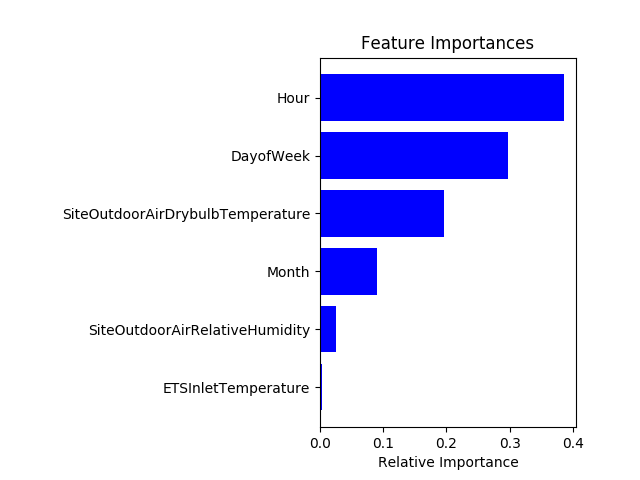 Feature Importances
Hour
DayofWeek
SiteOutdoorAirDrybulbTemperature
Month
SiteOutdoorAirRelativeHumidity
ETSInletTemperature
0.0 0.1 0.2 0.3 0.4
Relative Importance